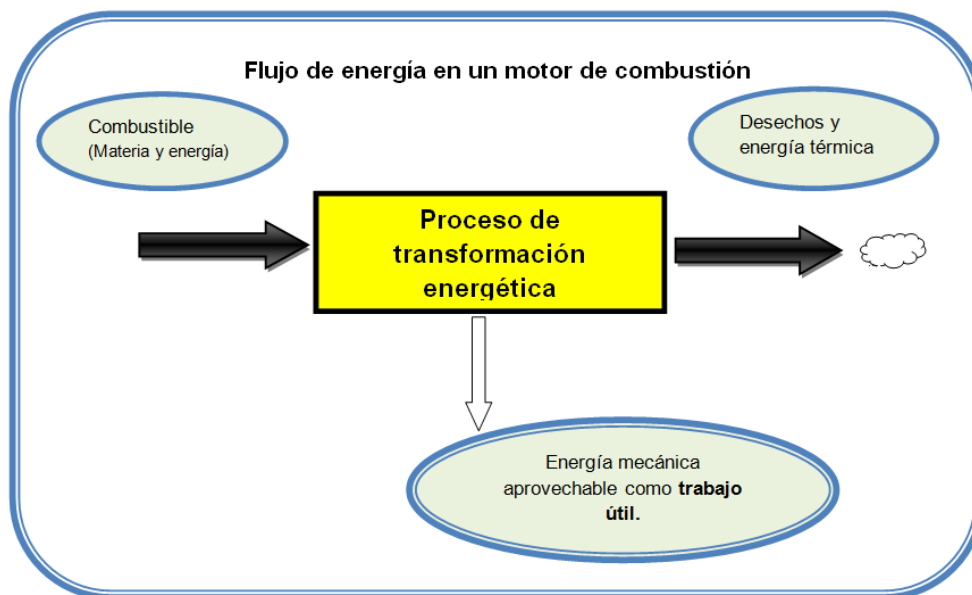 Flujo de energía en un motor de combustión
Combustible
(Materia y energía)
Desechos y
energía térmica
Proceso de
transformación
energética
Energía mecánica
aprovechable como trabajo
útil.